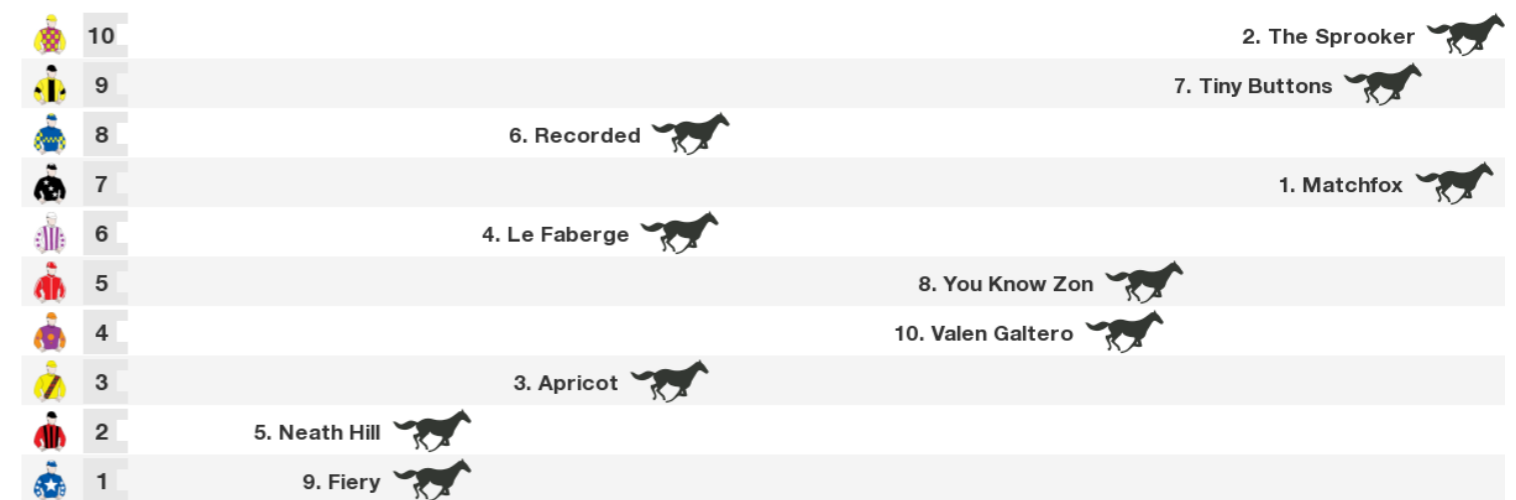 10 2. The Sprooker
9 7. Tiny Buttons
8 6. Recorded
7 1. Matchfox
6 4. Le Faberge
5 8. You Know Zon
4 10. Valen Galtero
3 3. Apricot
2 5. Neath Hill
1 9. Fiery